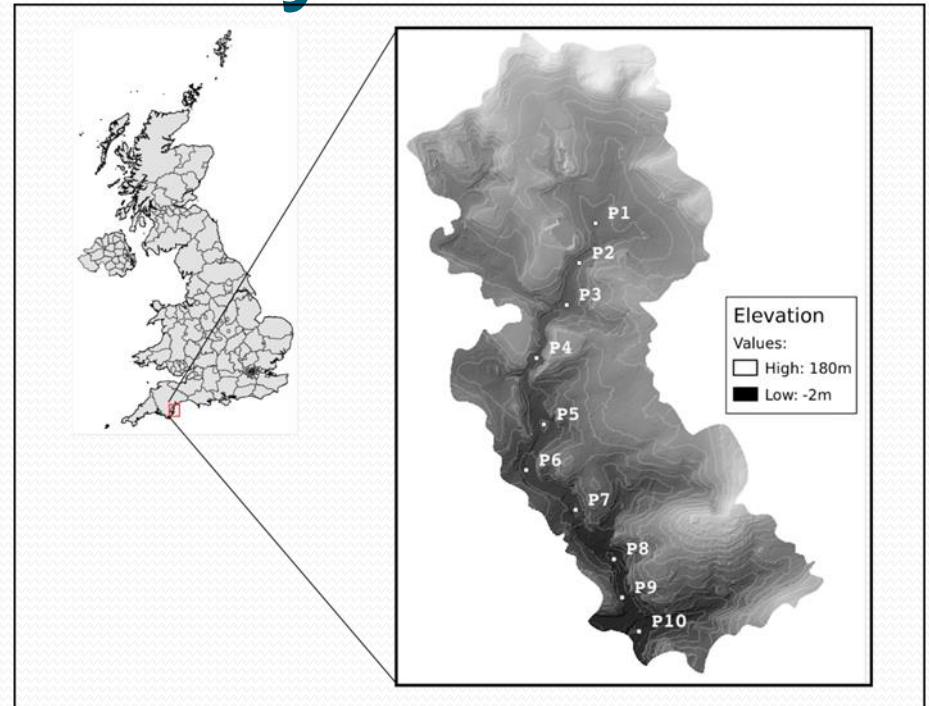 P1
P2
P3
P4
P5
P6
P7
P8
P9
P10
Elevation
Values:
High: 180m
Low: -2m